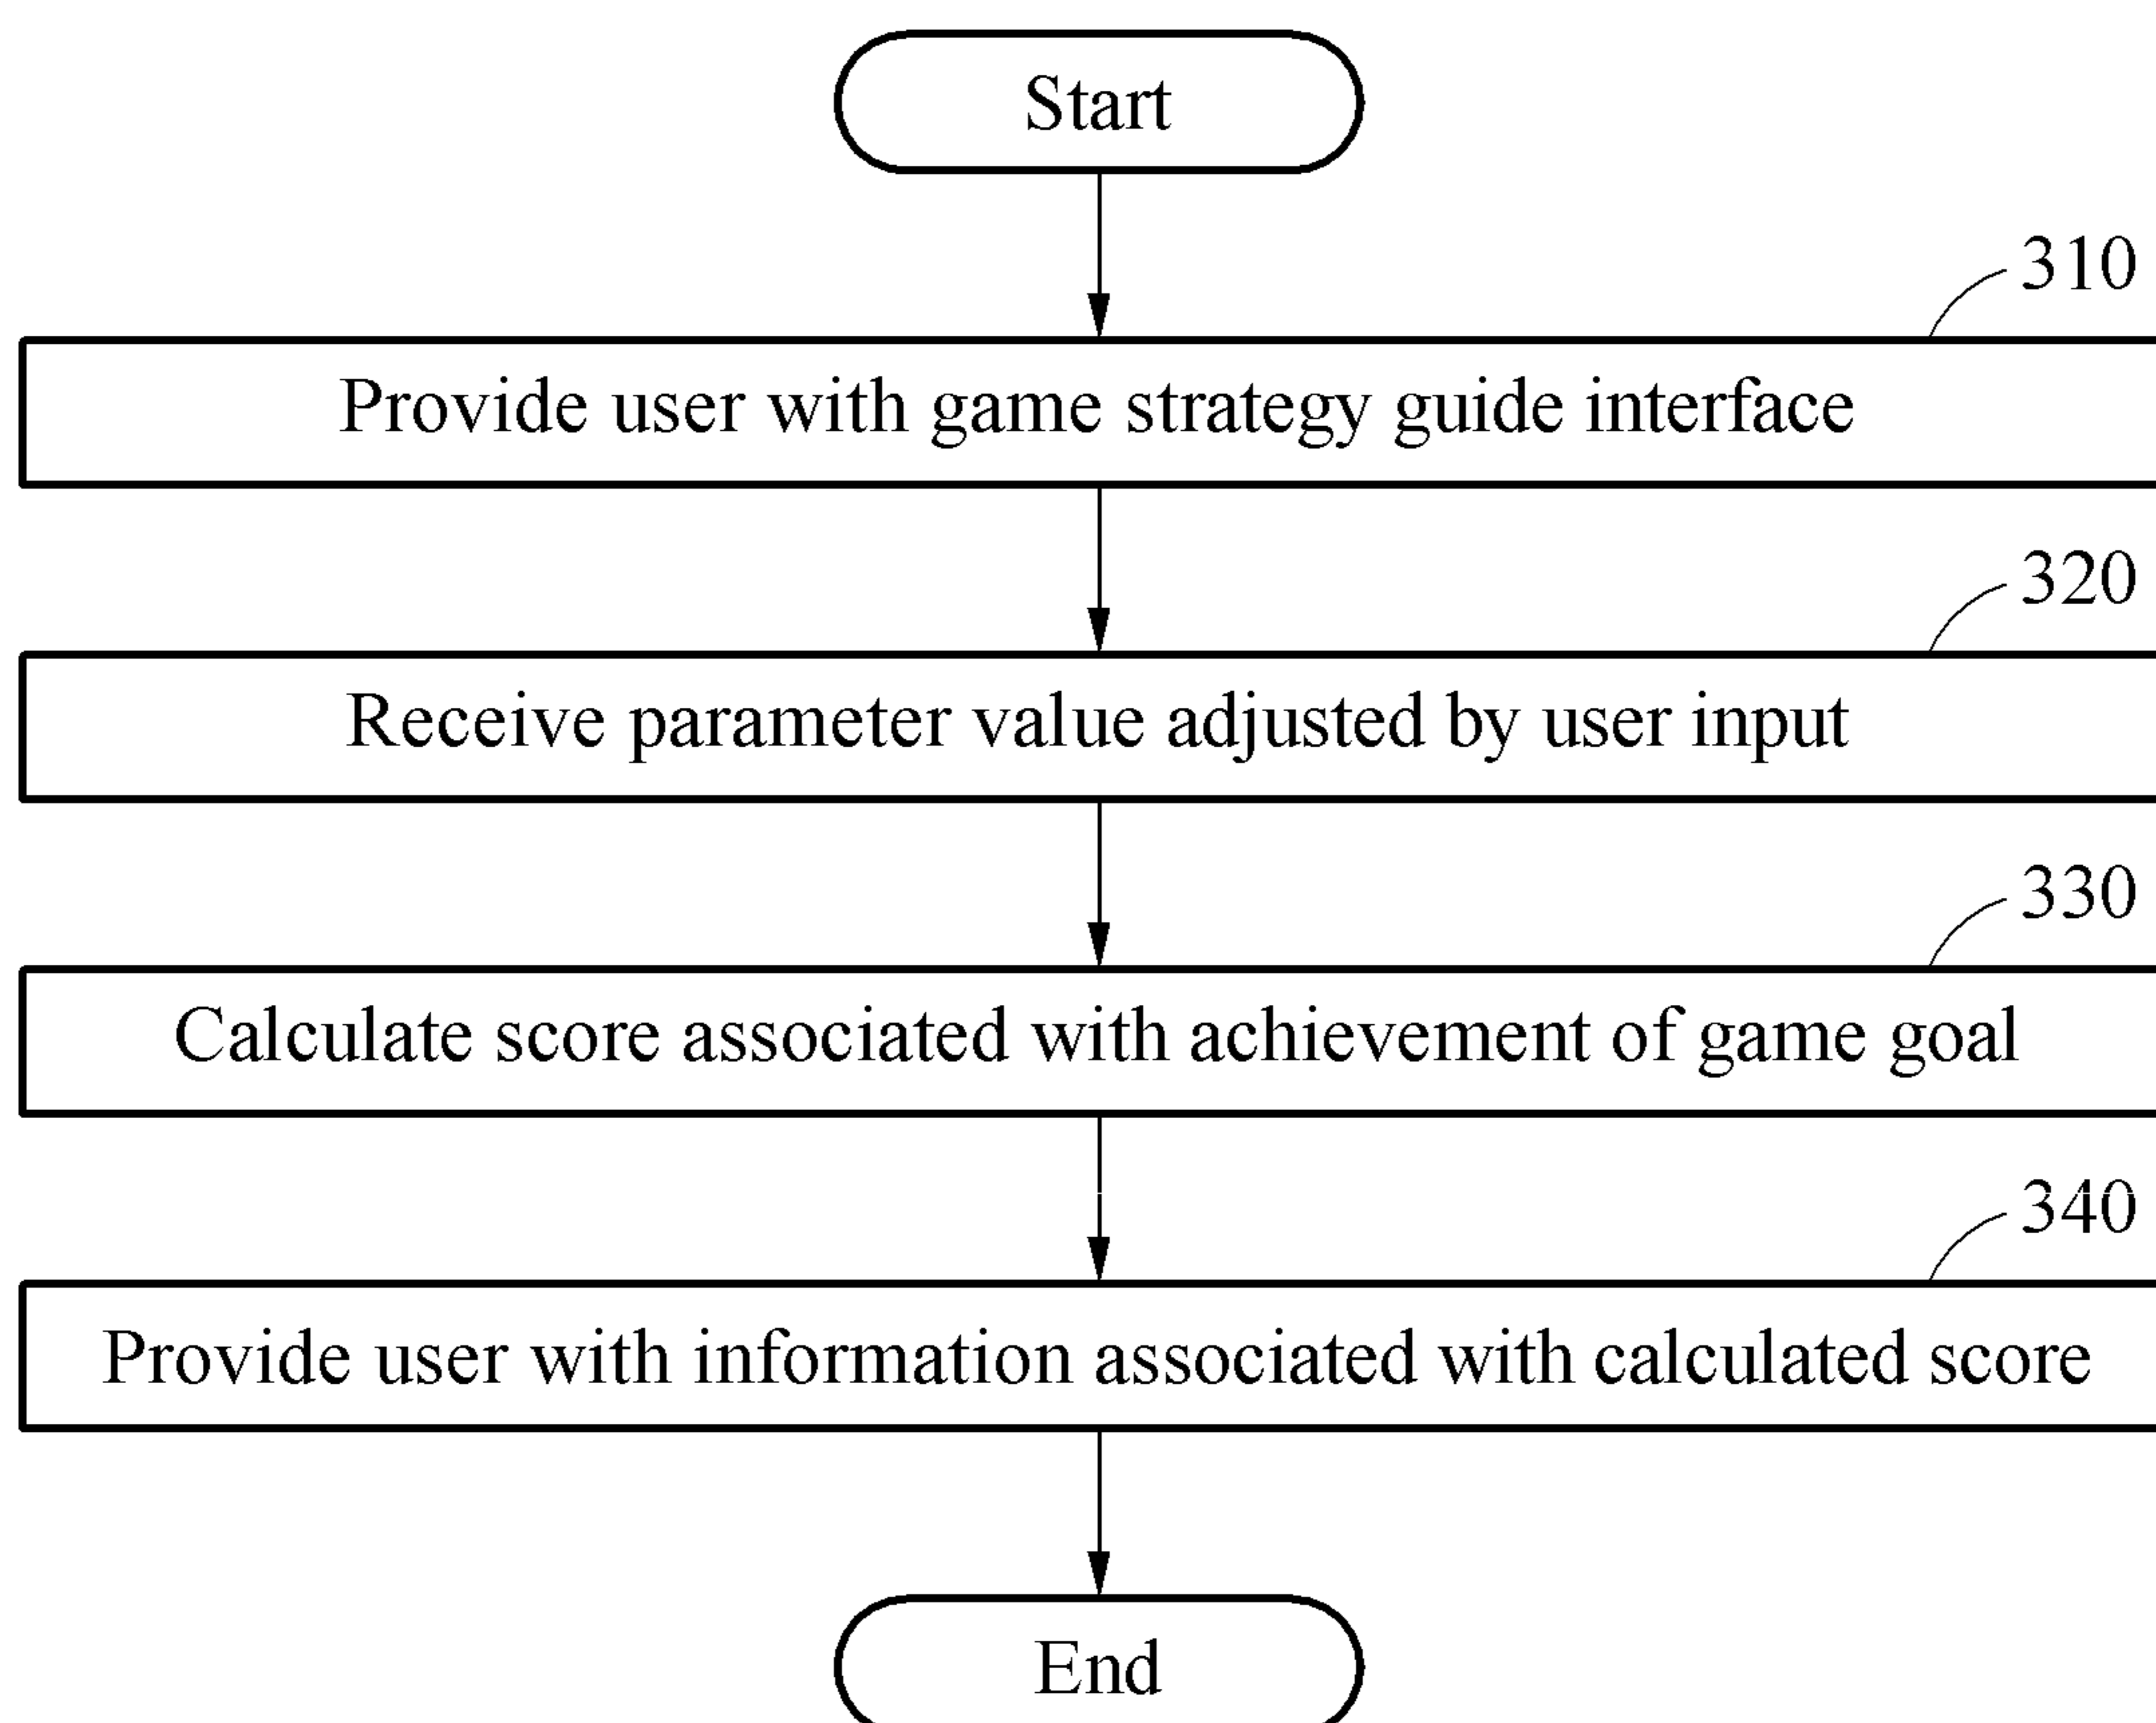 Start
310
Provide user with game strategy guide interface
320
Receive parameter value adjusted by user input
330
Calculate score associated with achievement of game goal
340
Provide user with information associated with calculated score
End